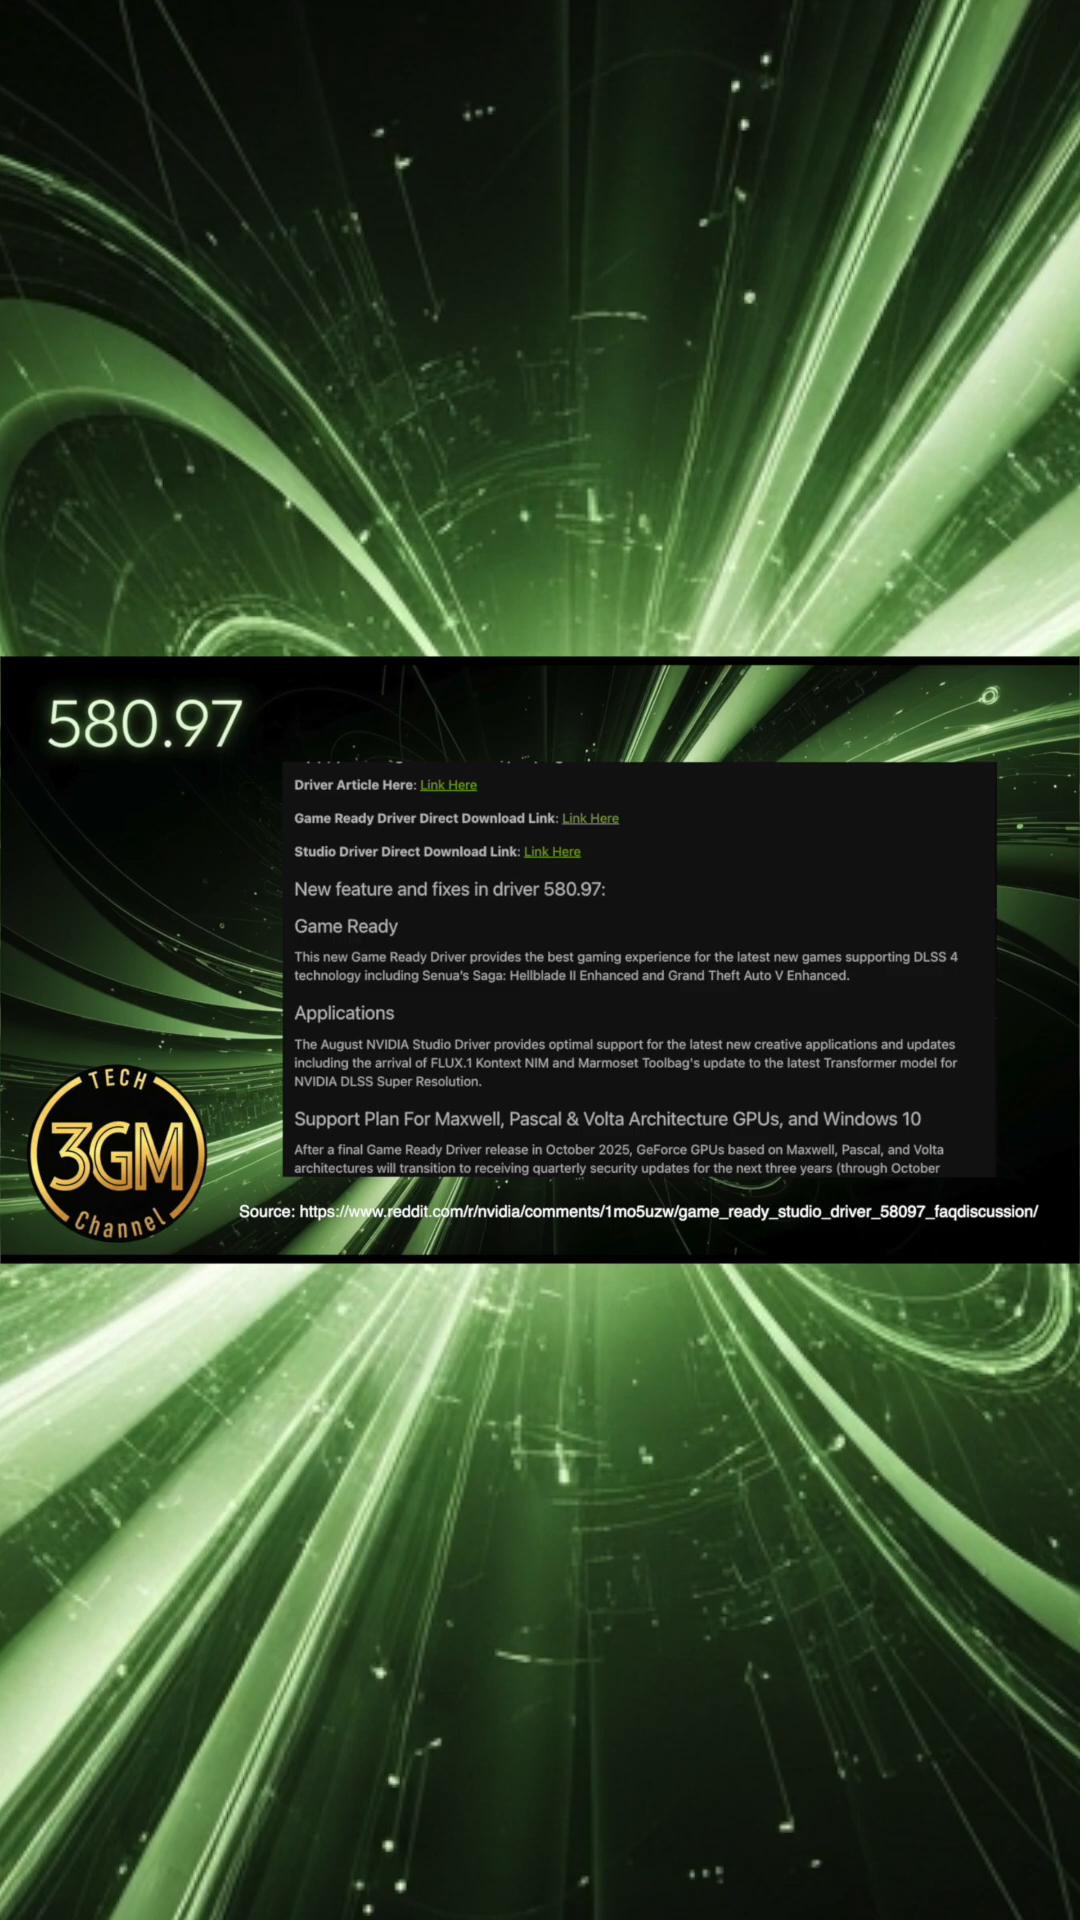 580.97
Driver Article Here: Link Here
Game Ready Driver Direct Download Link: Link Here
Studio Driver Direct Download Link: Link Here
New feature and fixes in driver 580.97:
Game Ready
This new Game Ready Driver provides the best gaming experience for the latest new games supporting DLSS 4
technology including Senua's Saga: Hellblade II Enhanced and Grand Theft Auto V Enhanced.
Applications
The August NVIDIA Studio Driver provides optimal support for the latest new creative applications and updates
including the arrival of FLUX.1 Kontext NIM and Marmoset Toolbag's update to the latest Transformer model for
NVIDIA DLSS Super Resolution.
Support Plan For Maxwell, Pascal & Volta Architecture GPUs, and Windows 10
After a final Game Ready Driver release in October 2025, GeForce GPUs based on Maxwell, Pascal, and Volta
architectures will transition to receiving quarterly security updates for the next three years (through October
TECH
3GM
Channel
Source: https://www.reddit.com/r/nvidia/comments/1mo5uzw/game_ready_studio_driver_58097_faqdiscussion/